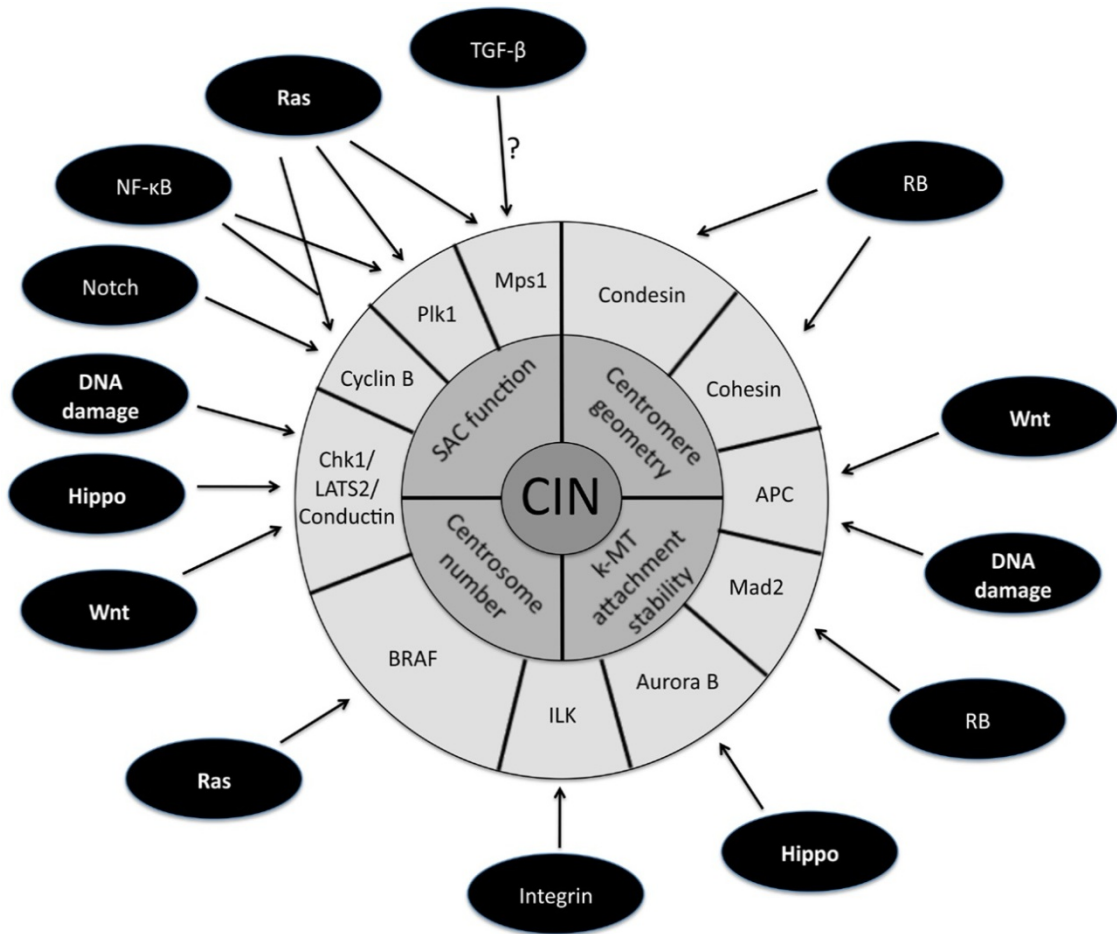 TGF-β
Ras
?
NF-κB
RB
Notch
Mps1
Condesin
Plk1
Cyclin B
Cohesin
DNA
damage
SAC function
Centromere
geometry
Wnt
Chk1/
LATS2/
Conductin
CIN
APC
Hippo
Centrosome
number
k-MT
attachment
stability
Mad2
DNA
damage
Wnt
BRAF
ILK
Aurora B
RB
Ras
Hippo
Integrin